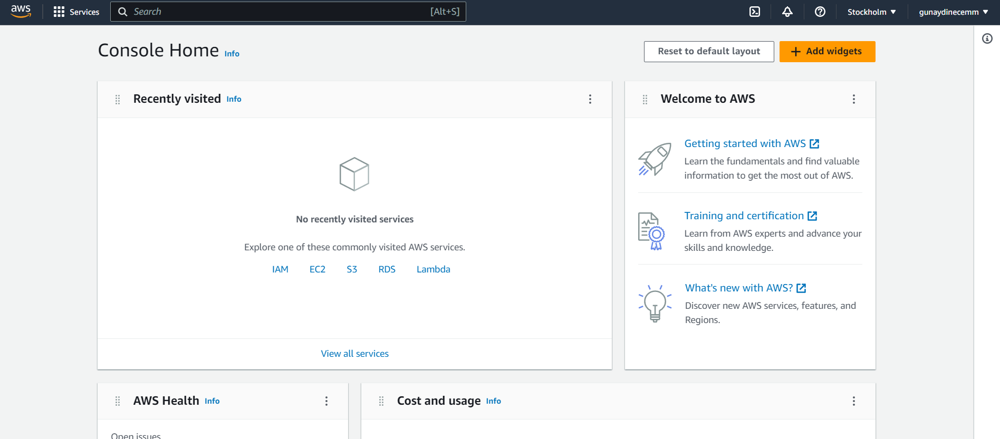 aws Services Search [Alt+S] Stockholm gunaydinecemm
Console Home Info
Reset to default layout
Add widgets
Recently visited Info
No recently visited services
Explore one of these commonly visited AWS services.
IAM EC2 S3 RDS Lambda
View all services
Welcome to AWS
Getting started with AWS
Learn the fundamentals and find valuable
information to get the most out of AWS.
Training and certification
Learn from AWS experts and advance your
skills and knowledge.
What's new with AWS?
Discover new AWS services, features, and
Regions.
AWS Health Info
Open issues
Cost and usage Info